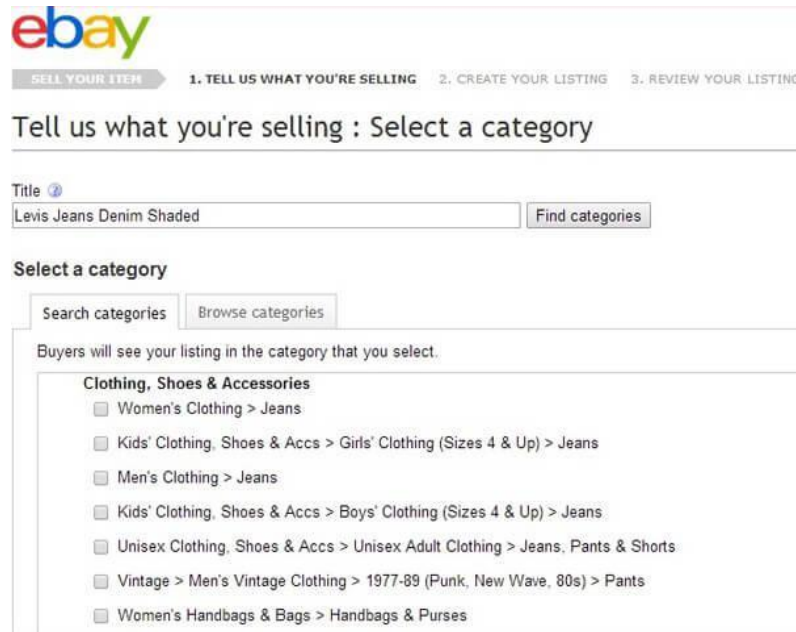 ebay
SELL YOUR ITEM 1. TELL US WHAT YOU'RE SELLING 2. CREATE YOUR LISTING 3. REVIEW YOUR LISTING
Tell us what you're selling : Select a category
Title ?
Levis Jeans Denim Shaded Find categories
Select a category
Search categories Browse categories
Buyers will see your listing in the category that you select.
Clothing, Shoes & Accessories
Women's Clothing > Jeans
Kids' Clothing, Shoes & Accs > Girls' Clothing (Sizes 4 & Up) > Jeans
Men's Clothing > Jeans
Kids' Clothing, Shoes & Accs > Boys' Clothing (Sizes 4 & Up) > Jeans
Unisex Clothing, Shoes & Accs > Unisex Adult Clothing > Jeans, Pants & Shorts
Vintage > Men's Vintage Clothing > 1977-89 (Punk, New Wave, 80s) > Pants
Women's Handbags & Bags > Handbags & Purses